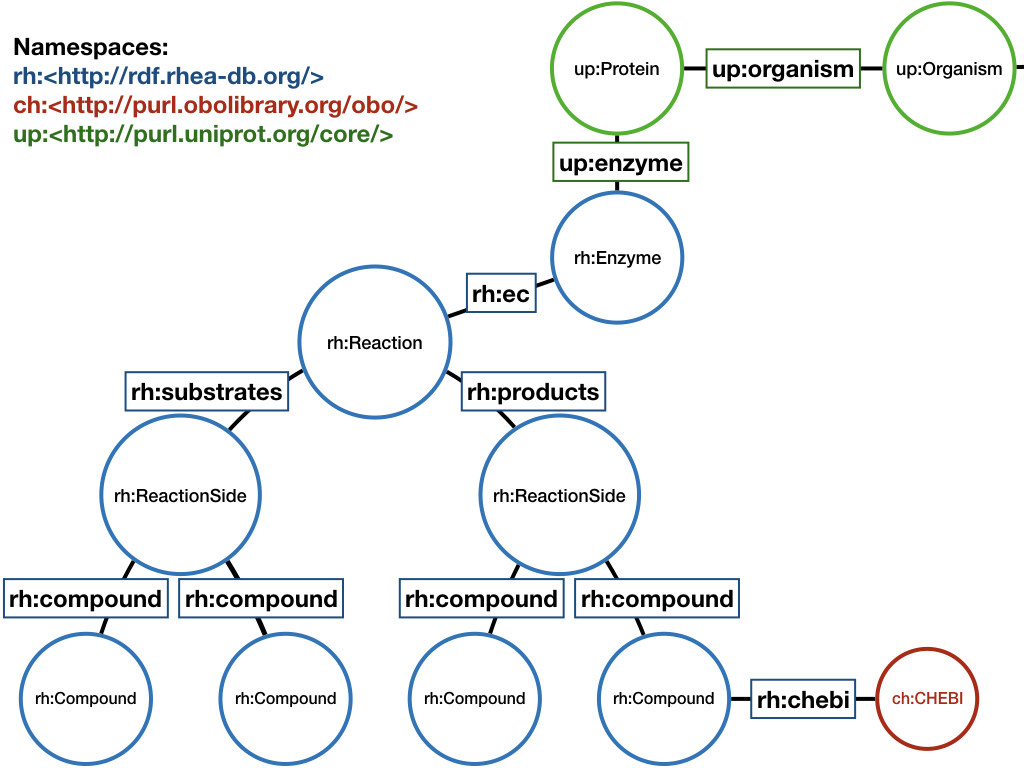 Namespaces:
rh:<http://rdf.rhea-db.org/>
ch:<http://purl.obolibrary.org/obo/>
up:<http://purl.uniprot.org/core/>
up:Protein
up:organism
up:Organism
up:enzyme
rh:Enzyme
rh:ec
rh:Reaction
rh:substrates
rh:products
rh:ReactionSide
rh:ReactionSide
rh:compound
rh:compound
rh:compound
rh:compound
rh:Compound
rh:Compound
rh:Compound
rh:Compound
rh:chebi
ch:CHEBI